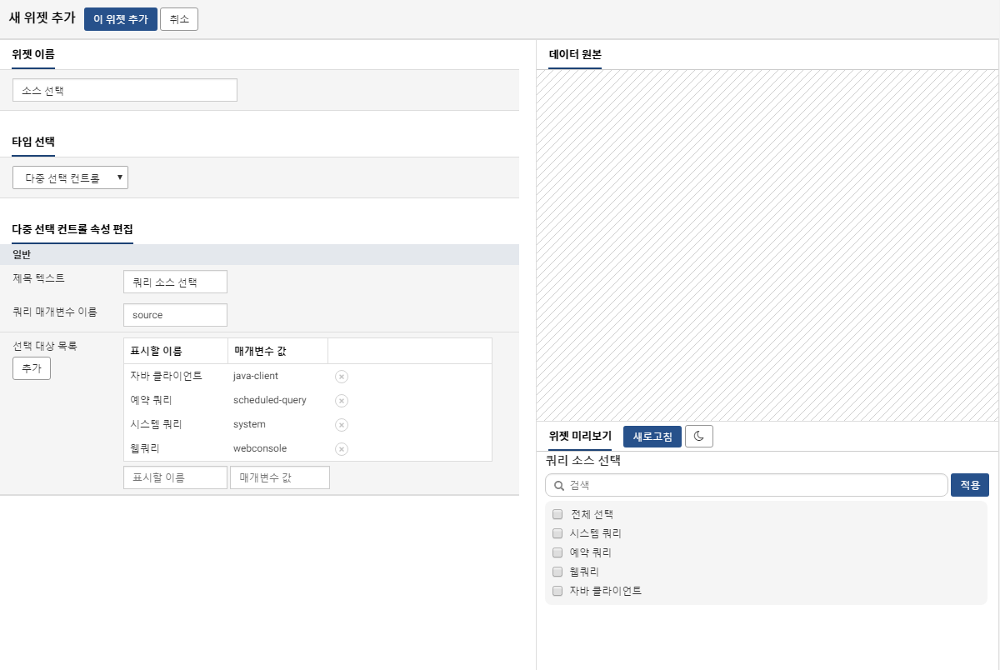 새 위젯 추가 이 위젯 추가 취소
위젯 이름
소스 선택
타입 선택
다중 선택 컨트롤
다중 선택 컨트롤 속성 편집
일반
제목 텍스트 쿼리 소스 선택
쿼리 매개변수 이름 source
선택 대상 목록
추가
표시할 이름 매개변수 값
자바 클라이언트 java-client
예약 쿼리 scheduled-query
시스템 쿼리 system
웹쿼리 webconsole
표시할 이름 매개변수 값
데이터 원본
위젯 미리보기 새로고침
쿼리 소스 선택
검색 적용
전체 선택
시스템 쿼리
예약 쿼리
웹쿼리
자바 클라이언트